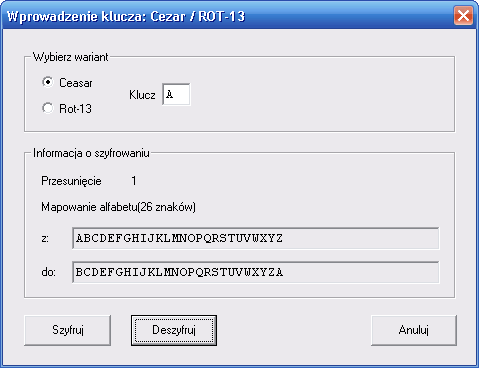 Wprowadzenie klucza: Cezar / ROT-13
Wybierz wariant
Ceasar
Klucz A
Rot-13
Informacja o szyfrowaniu
Przesunięcie 1
Mapowanie alfabetu(26 znaków)
z: ABCDEFGHIJKLMNOPQRSTUVWXYZ
do: BCDEFGHIJKLMNOPQRSTUVWXYZA
Szyfruj Deszyfruj Anuluj